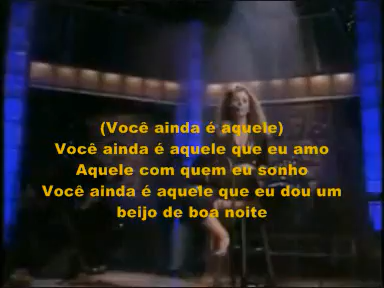 (Você ainda é aquele)
Você ainda é aquele que eu amo
Aquele com quem eu sonho
Você ainda é aquele que eu dou um
beijo de boa noite